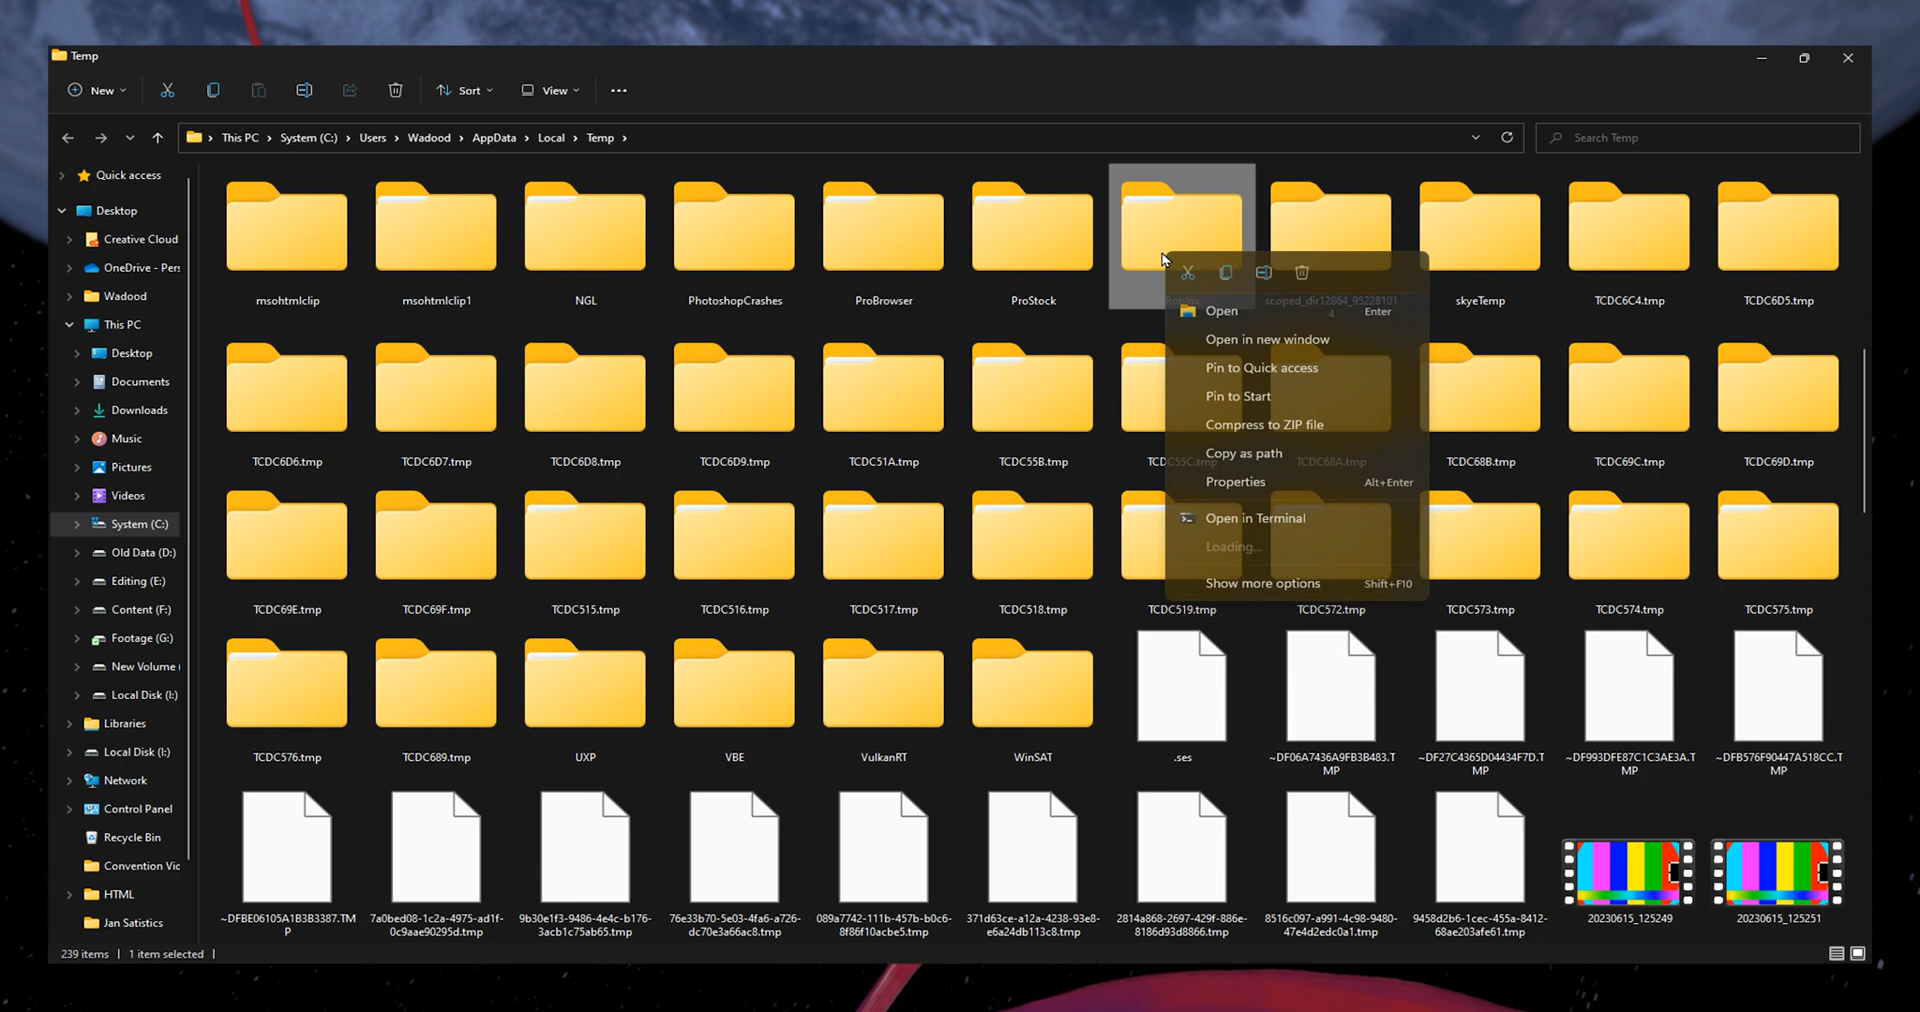 Temp
New
Sort
View
This PC > System (C:) > Users > Wadood > AppData > Local > Temp >
Search Temp
Quick access
Desktop
Creative Cloud
OneDrive - Pers
Wadood
This PC
Desktop
Documents
Downloads
Music
Pictures
Videos
System (C:)
Old Data (D:)
Editing (E:)
Content (F:)
Footage (G:)
New Volume
Local Disk (I:)
Libraries
Local Disk (I:)
Network
Control Panel
Recycle Bin
Convention Vic
HTML
Jan Satistics
msohtmlclip
msohtmlclip1
NGL
PhotoshopCrashes
ProBrowser
ProStock
Roblox
scoped_dir12864_95228101
4
skyeTemp
TCDC6C4.tmp
TCDC6D5.tmp
TCDC6D6.tmp
TCDC6D7.tmp
TCDC6D8.tmp
TCDC6D9.tmp
TCDC51A.tmp
TCDC55B.tmp
TCDC55C.tmp
TCDC68A.tmp
TCDC68B.tmp
TCDC69C.tmp
TCDC69D.tmp
TCDC69E.tmp
TCDC69F.tmp
TCDC515.tmp
TCDC516.tmp
TCDC517.tmp
TCDC518.tmp
TCDC519.tmp
TCDC572.tmp
TCDC573.tmp
TCDC574.tmp
TCDC575.tmp
TCDC576.tmp
TCDC689.tmp
UXP
VBE
VulkanRT
WinSAT
.ses
~DF06A7436A9FB3B483.T
MP
~DF27C4365D04434F7D.T
MP
~DF993DFE87C1C3AE3A.T
MP
~DFB576F90447A518CC.T
MP
~DFBE06105A1B3B3387.TM
P
7a0bed08-1c2a-4975-ad1f-
0c9aae90295d.tmp
9b30e1f3-9486-4e4c-b176-
3acb1c75ab65.tmp
76e33b70-5e03-4fa6-a726-
dc70e3a66ac8.tmp
089a7742-111b-457b-b0c6-
8f86f10acbe5.tmp
371d63ce-a12a-4238-93e8-
e6a24db113c8.tmp
2814a868-2697-429f-886e-
8186d93d8866.tmp
8516c097-a991-4c98-9480-
47e4d2edc0a1.tmp
9458d2b6-1cec-455a-8412-
68ae203afe61.tmp
20230615_125249
20230615_125251
Open Enter
Open in new window
Pin to Quick access
Pin to Start
Compress to ZIP file
Copy as path
Properties Alt+Enter
Open in Terminal
Loading...
Show more options Shift+F10
239 items | 1 item selected |